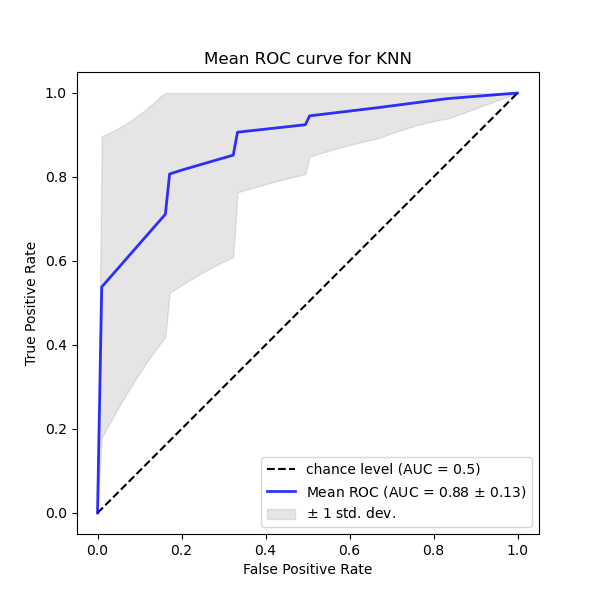 Mean ROC curve for KNN
1.0
0.8
0.6
0.4
0.2
0.0
True Positive Rate
chance level (AUC = 0.5)
Mean ROC (AUC = 0.88 ± 0.13)
± 1 std. dev.
0.0 0.2 0.4 0.6 0.8 1.0
False Positive Rate